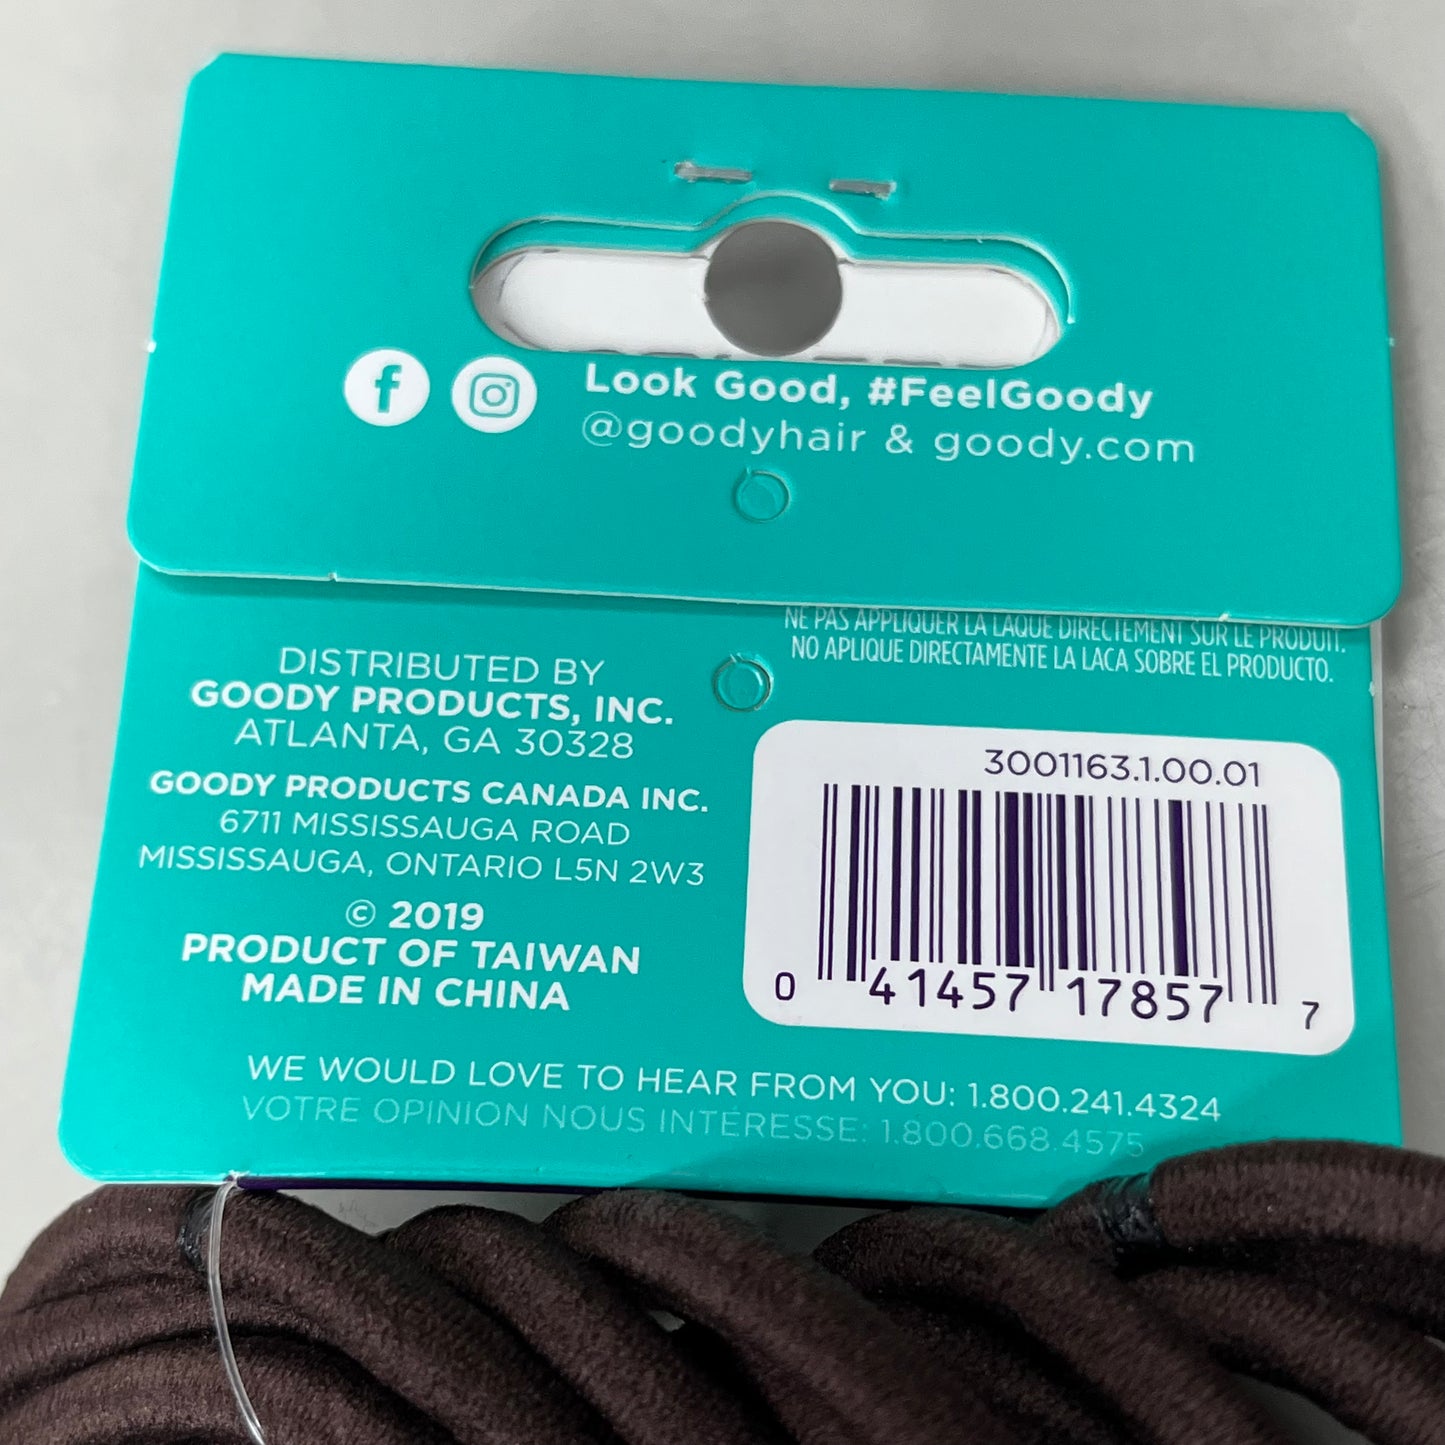 Look Good, #FeelGoody
@goodyhair & goody.com
NE PAS APPLIQUER LA LAQUE DIRECTEMENT SUR LE PRODUIT.
NO APLIQUE DIRECTAMENTE LA LACA SOBRE EL PRODUCTO.
DISTRIBUTED BY
GOODY PRODUCTS, INC.
ATLANTA, GA 30328
GOODY PRODUCTS CANADA INC.
6711 MISSISSAUGA ROAD
MISSISSAUGA, ONTARIO L5N 2W3
© 2019
PRODUCT OF TAIWAN
MADE IN CHINA
3001163.1.00.01
0 41457 17857 7
WE WOULD LOVE TO HEAR FROM YOU: 1.800.241.4324
VOTRE OPINION NOUS INTÉRESSE: 1.800.668.4575